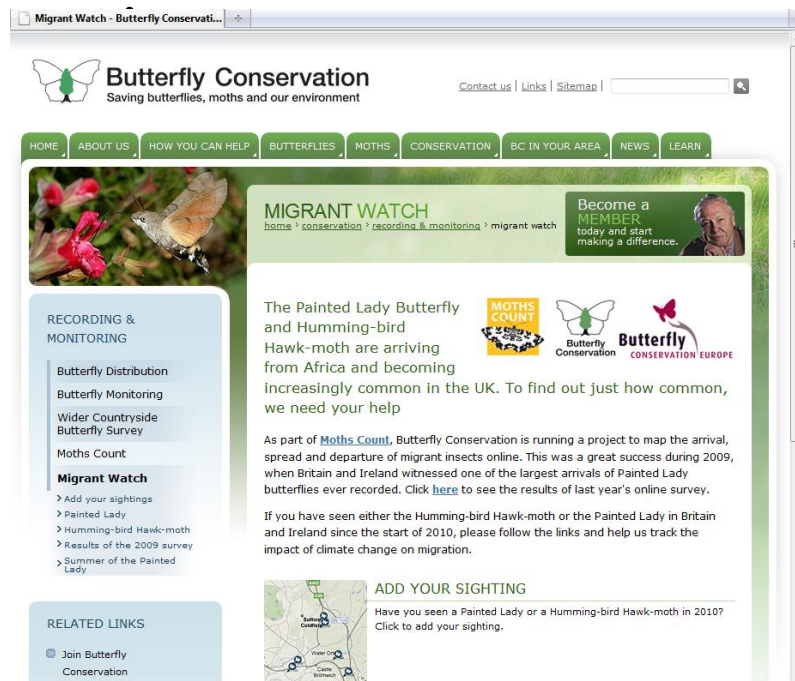 Migrant Watch - Butterfly Conservati...
Butterfly Conservation
Saving butterflies, moths and our environment
Contact us | Links | Sitemap |
HOME ABOUT US HOW YOU CAN HELP BUTTERFLIES MOTHS CONSERVATION BC IN YOUR AREA NEWS LEARN
MIGRANT WATCH
home > conservation > recording & monitoring > migrant watch
Become a
MEMBER
today and start
making a difference.
RECORDING &
MONITORING
Butterfly Distribution
Butterfly Monitoring
Wider Countryside
Butterfly Survey
Moths Count
Migrant Watch
> Add your sightings
> Painted Lady
> Humming-bird Hawk-moth
> Results of the 2009 survey
> Summer of the Painted
Lady
RELATED LINKS
Join Butterfly
Conservation
The Painted Lady Butterfly
and Humming-bird
Hawk-moth are arriving
from Africa and becoming
increasingly common in the UK. To find out just how common,
we need your help
MOTHS
COUNT
Butterfly
Conservation
Butterfly
CONSERVATION EUROPE
As part of Moths Count, Butterfly Conservation is running a project to map the arrival,
spread and departure of migrant insects online. This was a great success during 2009,
when Britain and Ireland witnessed one of the largest arrivals of Painted Lady
butterflies ever recorded. Click here to see the results of last year's online survey.
If you have seen either the Humming-bird Hawk-moth or the Painted Lady in Britain
and Ireland since the start of 2010, please follow the links and help us track the
impact of climate change on migration.
ADD YOUR SIGHTING
Have you seen a Painted Lady or a Humming-bird Hawk-moth in 2010?
Click to add your sighting.
Sutton
Coldfield
Water Or
Castle
Bromwich